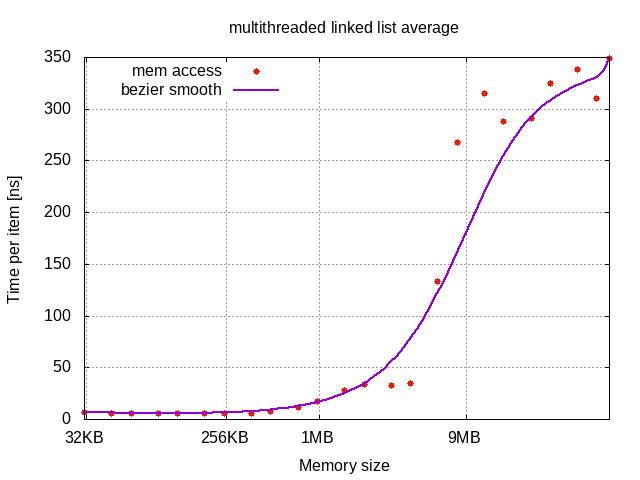 multithreaded linked list average
mem access
bezier smooth
Time per item [ns]
350
300
250
200
150
100
50
0
32KB 256KB 1MB 9MB
Memory size